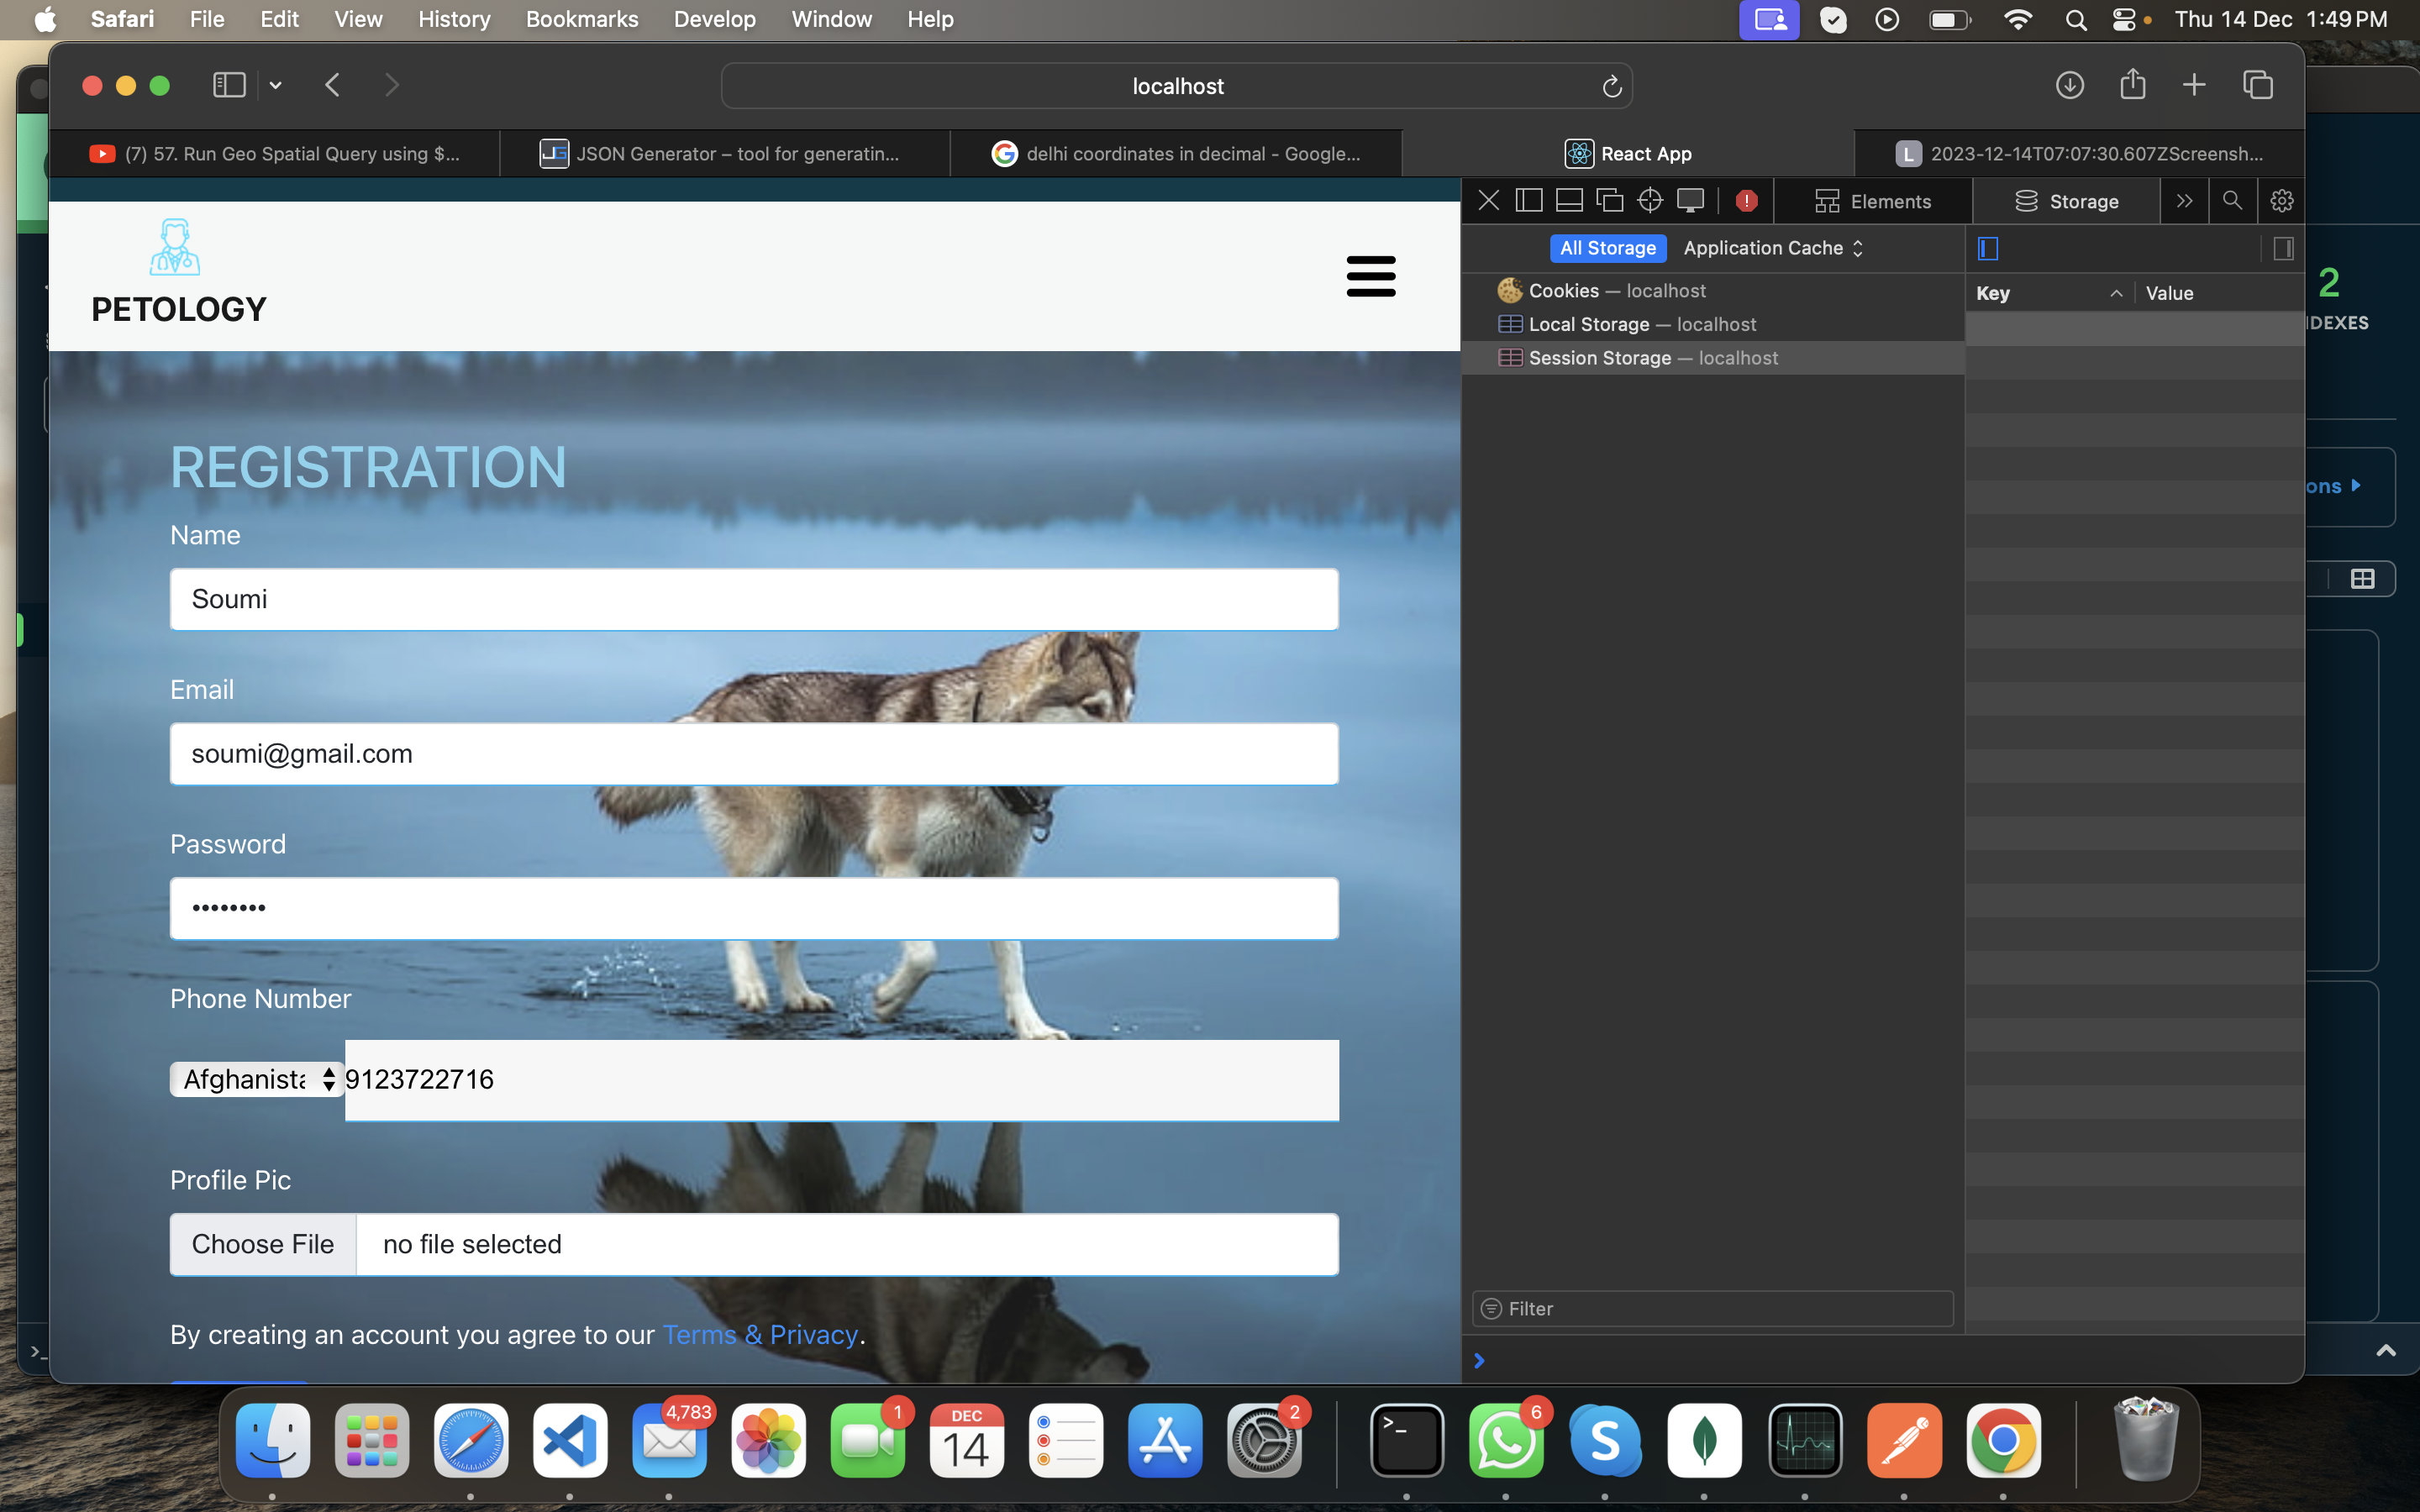 Safari File Edit View History Bookmarks Develop Window Help Thu 14 Dec 1:49 PM
localhost
(7) 57. Run Geo Spatial Query using $...
JSON Generator – tool for generatin...
delhi coordinates in decimal - Google...
React App
L 2023-12-14T07:07:30.607ZScreensh...
Elements
Storage
All Storage
Application Cache
Cookies — localhost
Local Storage — localhost
Session Storage — localhost
Key
Value
Filter
2
DEXES
ons
PETOLOGY
REGISTRATION
Name
Soumi
Email
soumi@gmail.com
Password
••••••••
Phone Number
Afghanista
9123722716
Profile Pic
Choose File
no file selected
By creating an account you agree to our Terms & Privacy.
4,783
1
DEC
14
2
6
S